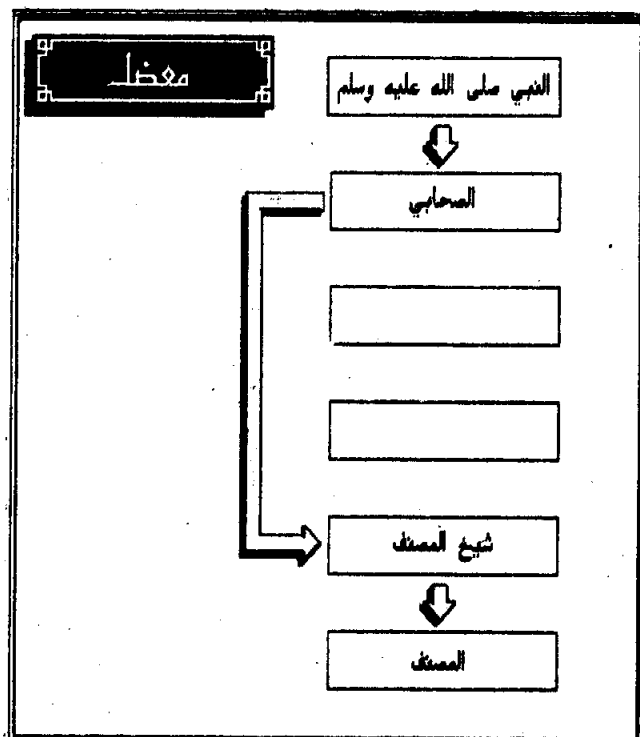 معضل
النبي صلى الله عليه وسلم
الصحابي
شيخ المصنف
المصنف